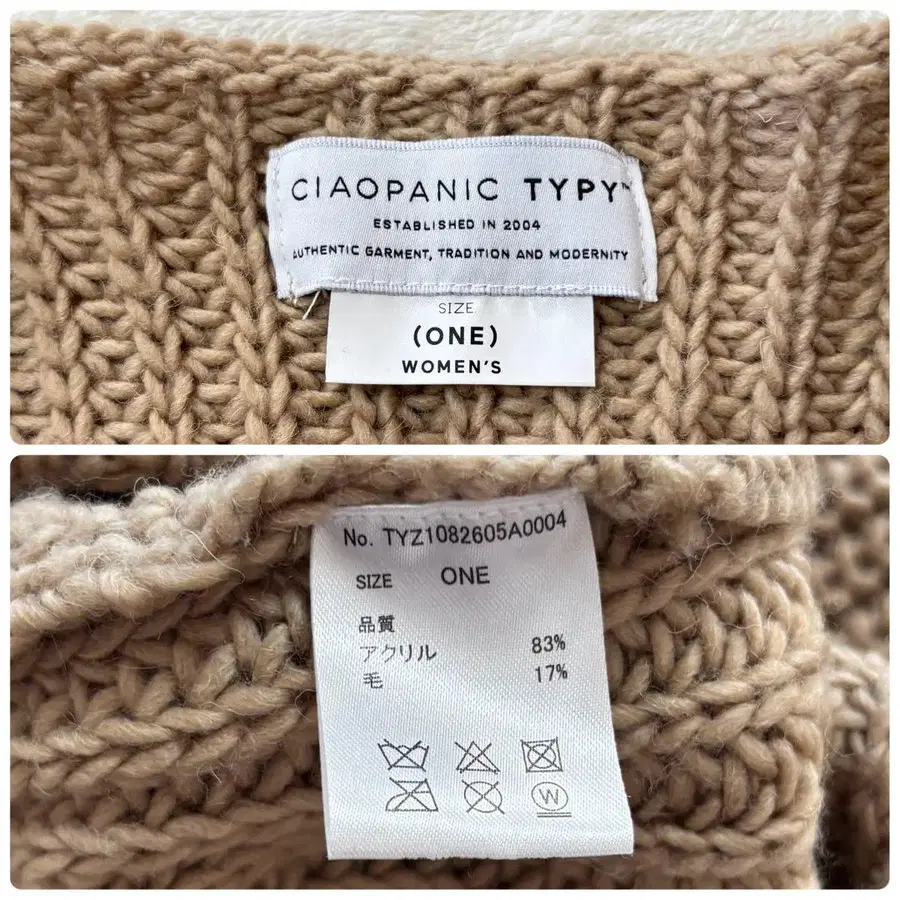 CIAOPANIC TYPY™
ESTABLISHED IN 2004
AUTHENTIC GARMENT, TRADITION AND MODERNITY
SIZE
(ONE)
WOMEN'S
No. TYZ1082605A0004
SIZE ONE
品質
アクリル 83%
毛 17%
W